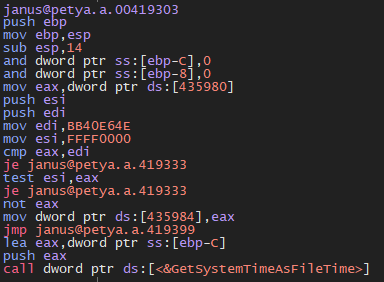 janus@petya.a.00419303
push ebp
mov ebp,esp
sub esp,14
and dword ptr ss:[ebp-C],0
and dword ptr ss:[ebp-8],0
mov eax,dword ptr ds:[435980]
push esi
push edi
mov edi,BB40E64E
mov esi,FFFF0000
cmp eax,edi
je janus@petya.a.419333
test esi,eax
je janus@petya.a.419333
not eax
mov dword ptr ds:[435984],eax
jmp janus@petya.a.419399
lea eax,dword ptr ss:[ebp-C]
push eax
call dword ptr ds:[<&GetSystemTimeAsFileTime>]